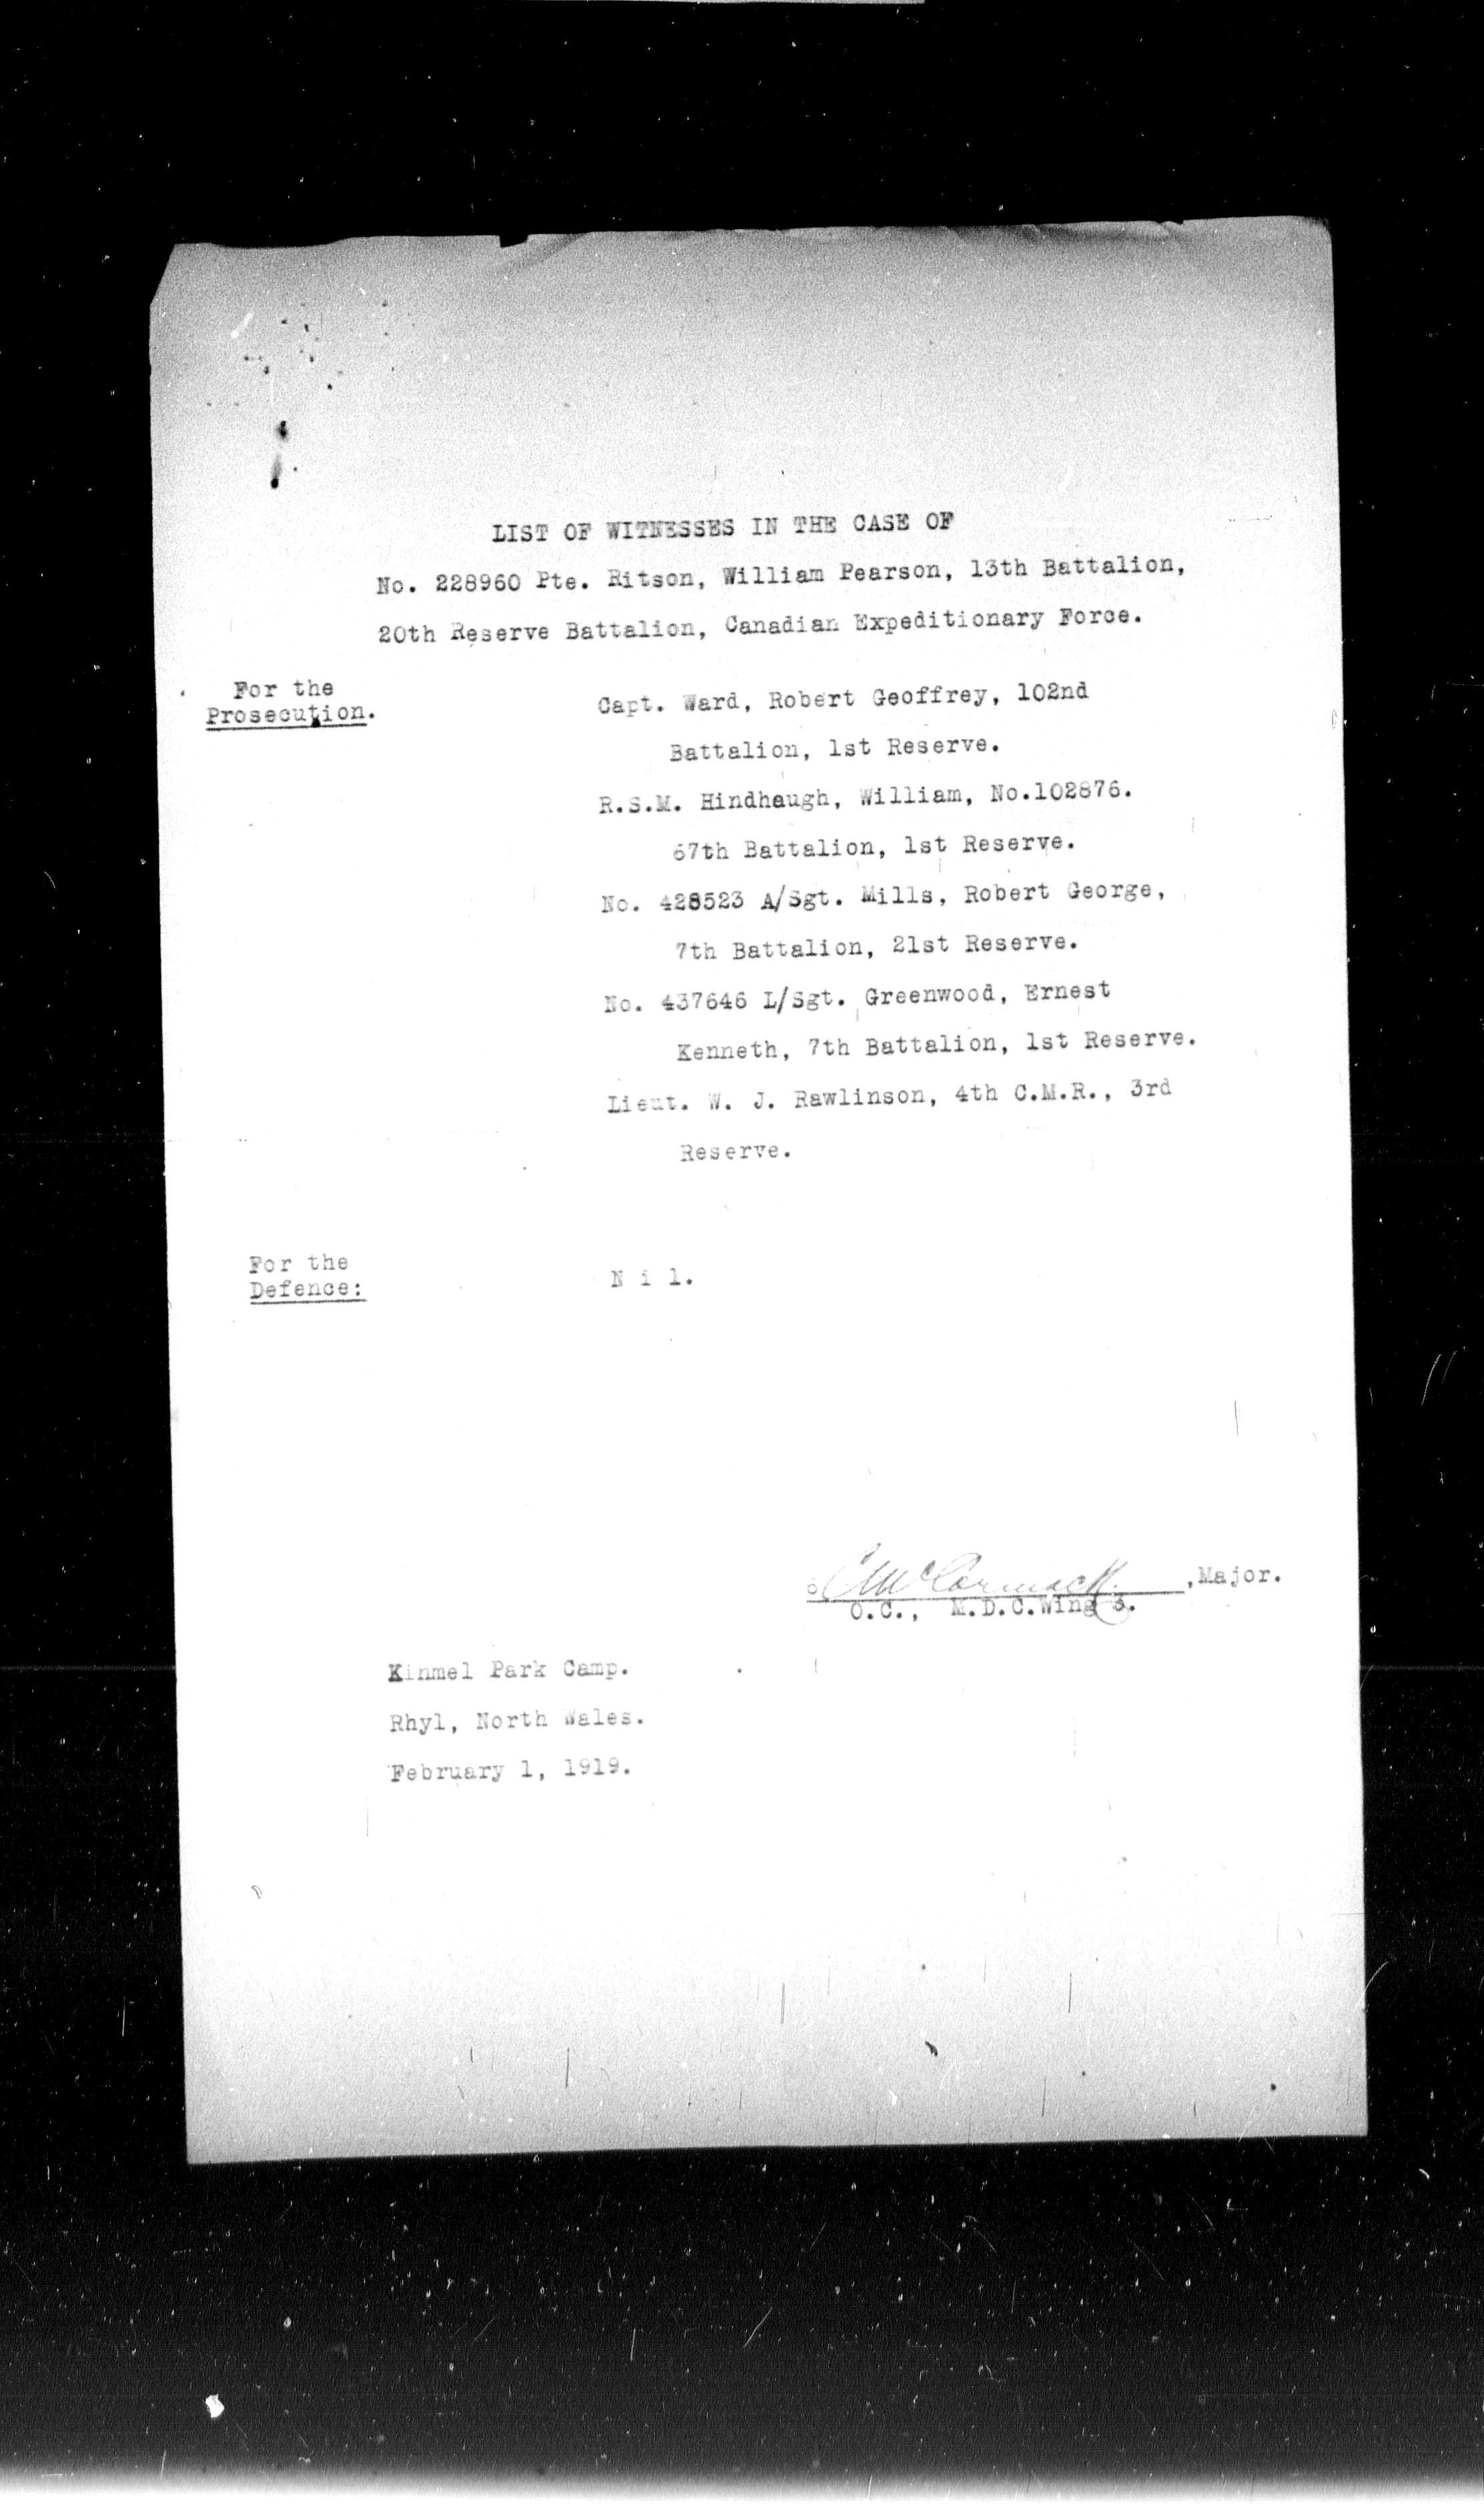 LIST OF WITNESSES IN THE CASE OF
No. 228960 Pte. Ritson, William Pearson, 13th Battalion,
20th Reserve Battalion, Canadian Expeditionary Force.
For the
Prosecution.
Capt. Ward, Robert Geoffrey, 102nd
Battalion, 1st Reserve.
R.S.M. Hindhaugh, William, No.102876.
67th Battalion, 1st Reserve.
No. 428523 A/Sgt. Mills, Robert George,
7th Battalion, 21st Reserve.
No. 437646 L/Sgt. Greenwood, Ernest
Kenneth, 7th Battalion, 1st Reserve.
Lieut. W. J. Rawlinson, 4th C.M.R., 3rd
Reserve.
For the
Defence:
N i l.
McCormack ,Major.
O.C., M.D.C.Wing 3.
Kinmel Park Camp.
Rhyl, North Wales.
February 1, 1919.